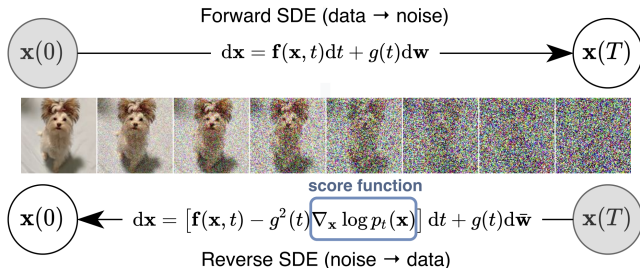 Forward SDE (data → noise)
x(0) dx = f(x, t)dt + g(t)dw x(T)
score function
x(0) dx = [f(x, t) − g²(t)∇ₓ log pₜ(x)] dt + g(t)dw̄ x(T)
Reverse SDE (noise → data)